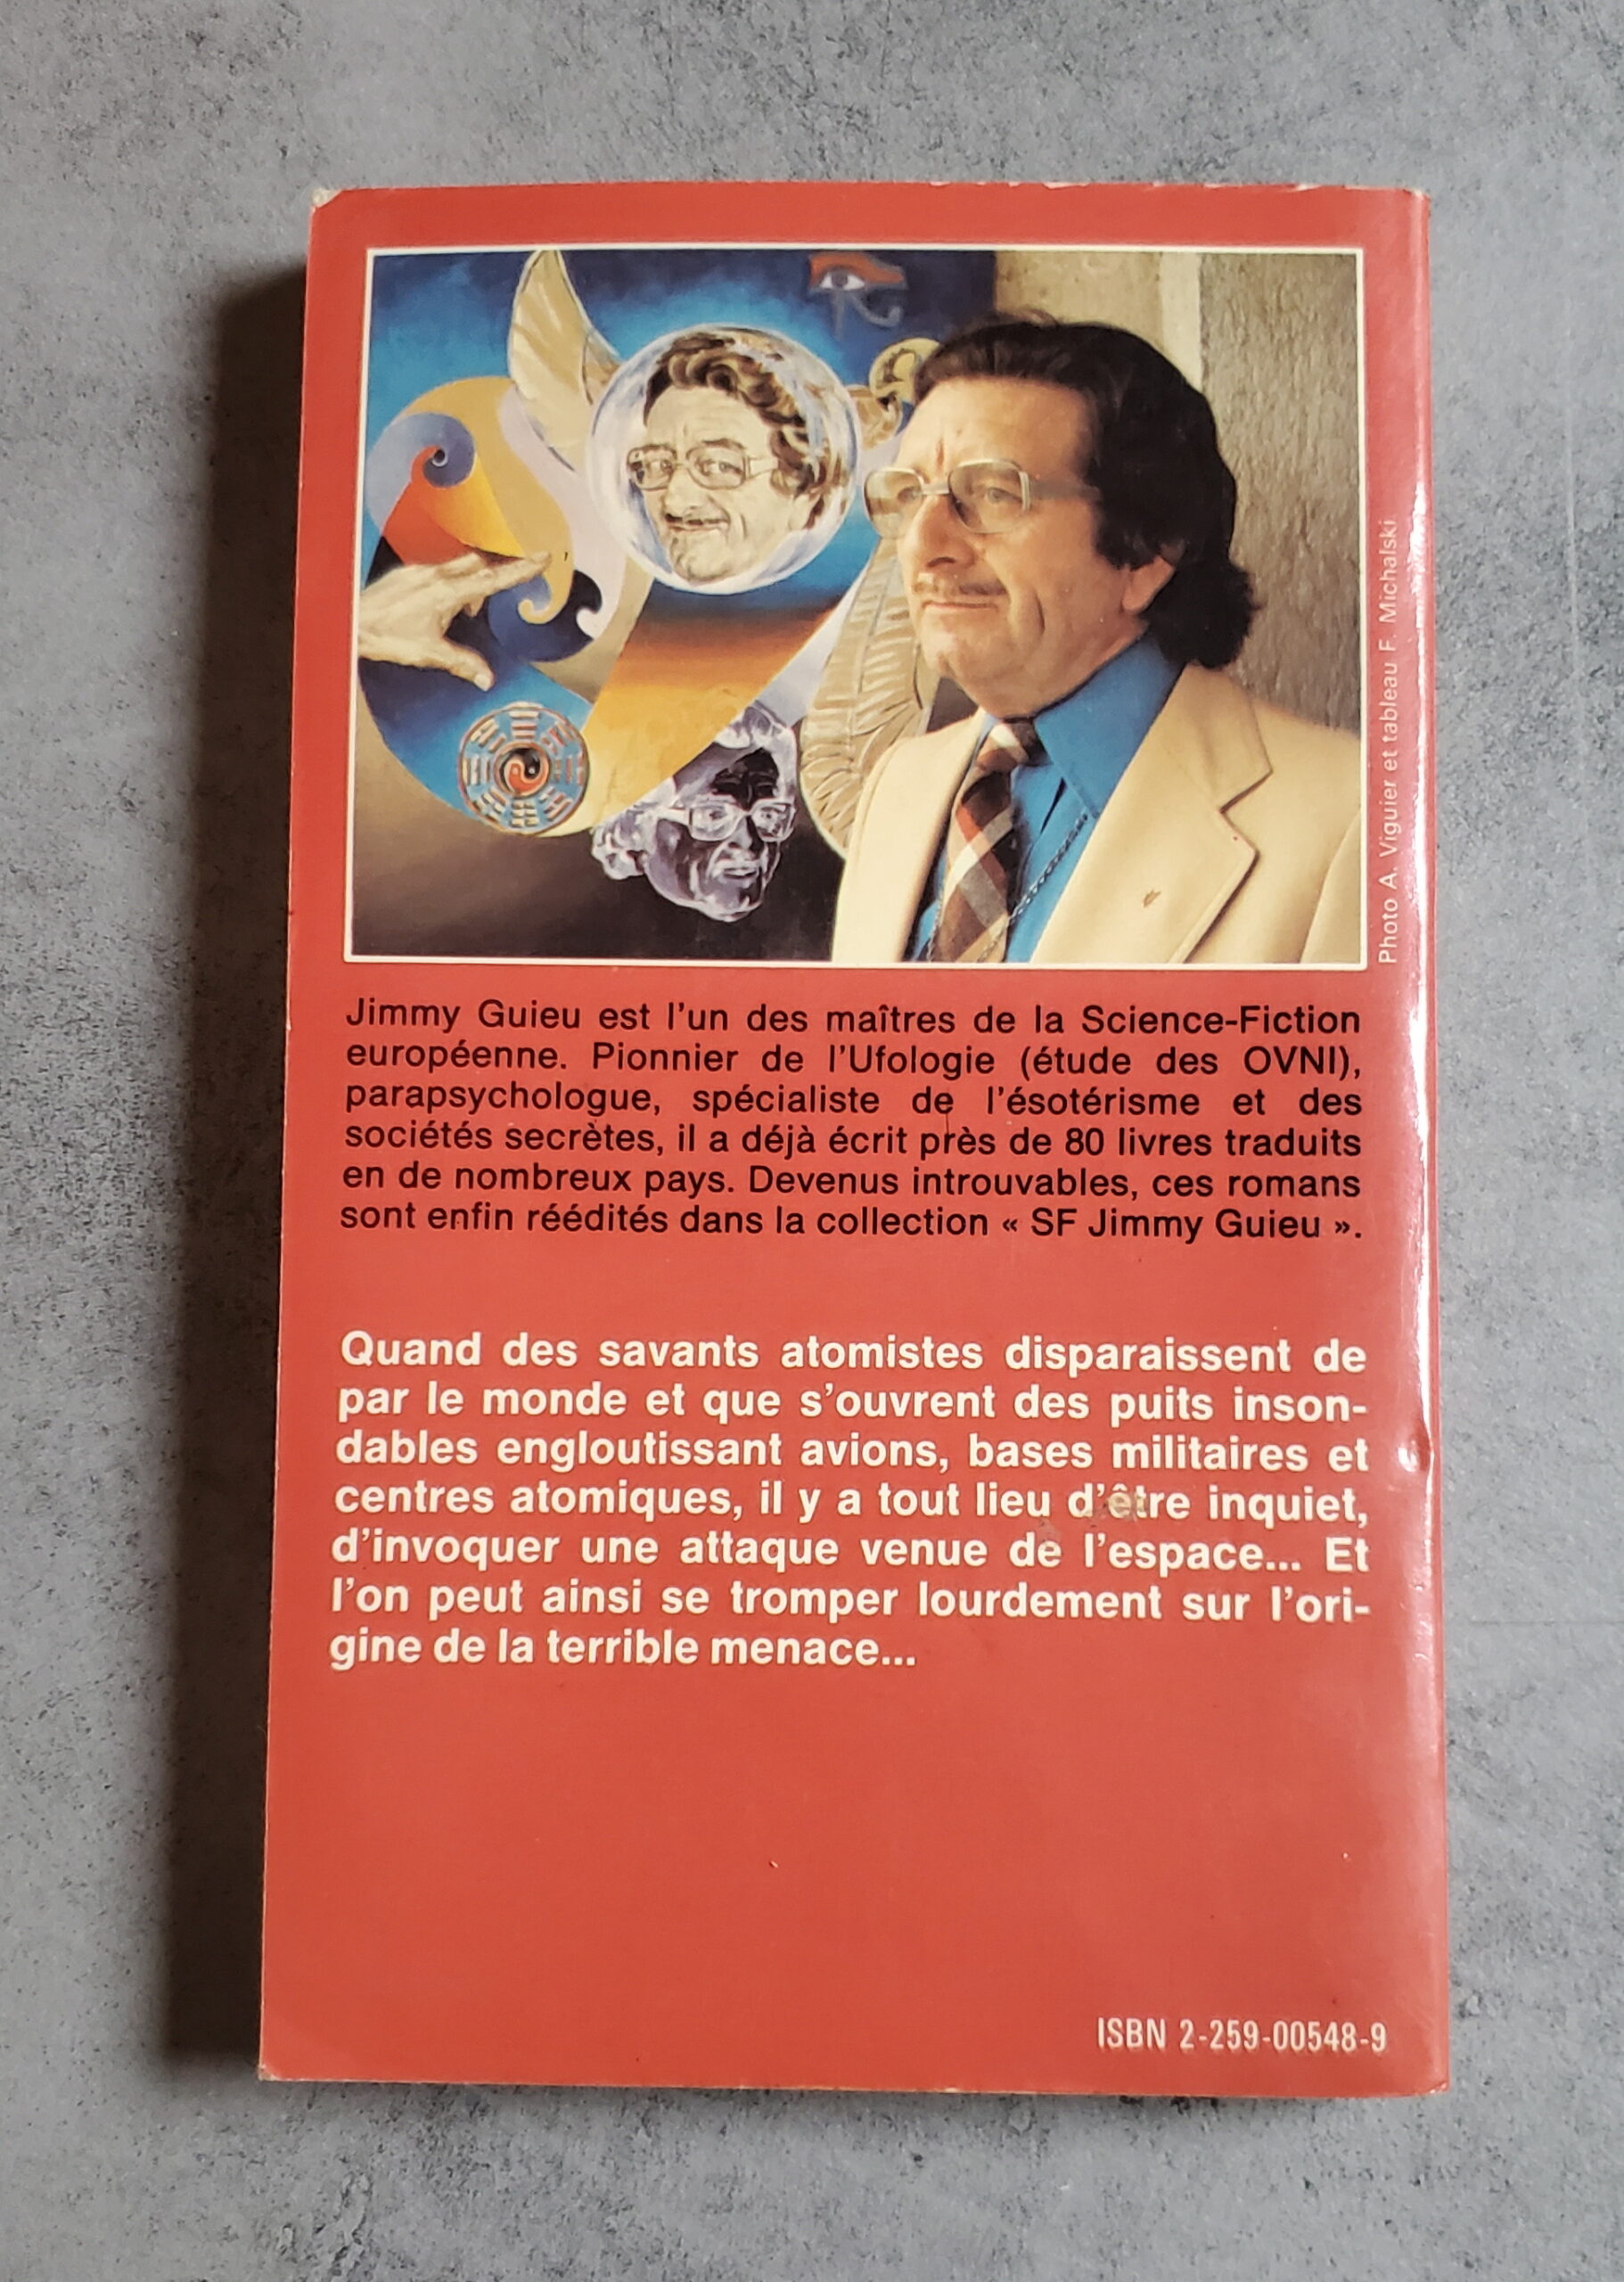 Photo A. Viguier et tableau F. Michalski
Jimmy Guieu est l'un des maîtres de la Science-Fiction
européenne. Pionnier de l'Ufologie (étude des OVNI),
parapsychologue, spécialiste de l'ésotérisme et des
sociétés secrètes, il a déjà écrit près de 80 livres traduits
en de nombreux pays. Devenus introuvables, ces romans
sont enfin réédités dans la collection « SF Jimmy Guieu ».
Quand des savants atomistes disparaissent de
par le monde et que s'ouvrent des puits inson-
dables engloutissant avions, bases militaires et
centres atomiques, il y a tout lieu d'être inquiet,
d'invoquer une attaque venue de l'espace... Et
l'on peut ainsi se tromper lourdement sur l'ori-
gine de la terrible menace...
ISBN 2-259-00548-9